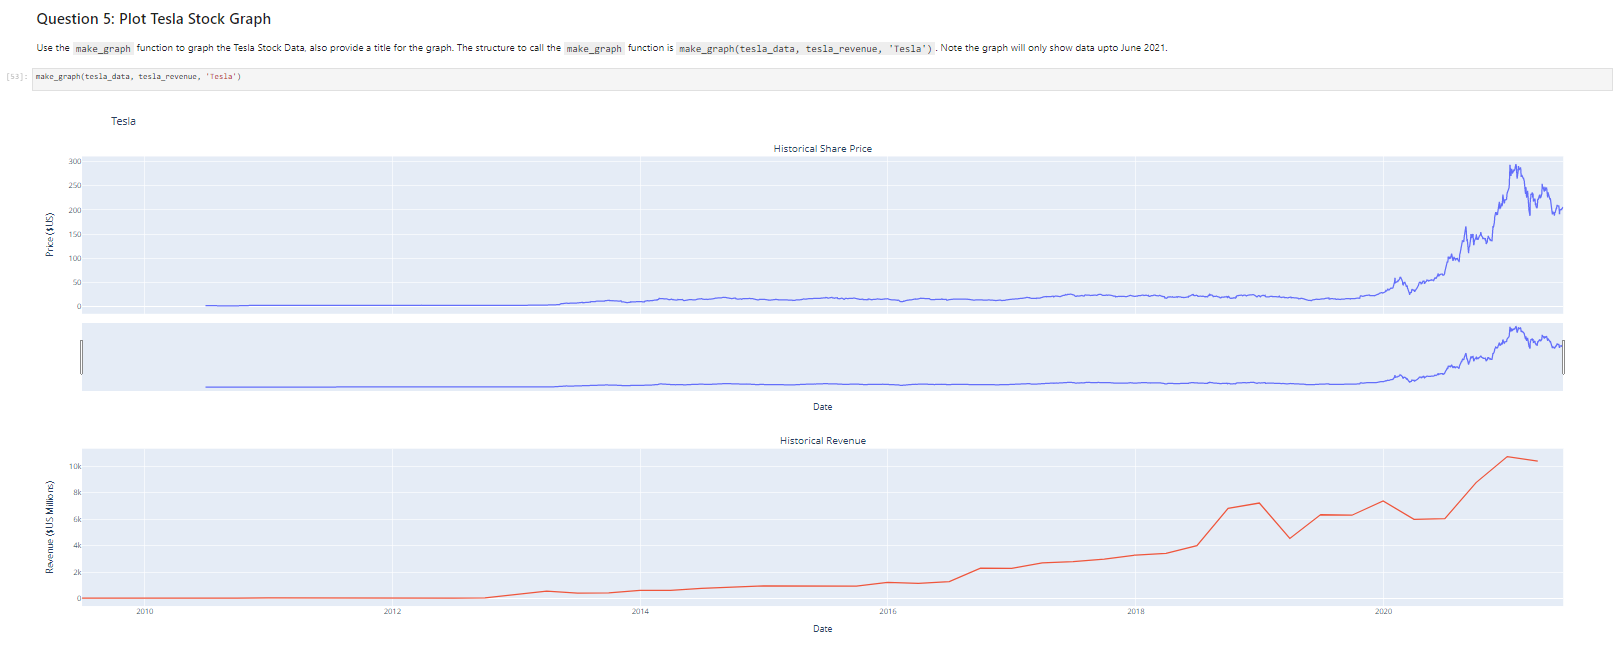 Question 5: Plot Tesla Stock Graph
Use the make_graph function to graph the Tesla Stock Data, also provide a title for the graph. The structure to call the make_graph function is make_graph(tesla_data, tesla_revenue, 'Tesla') . Note the graph will only show data upto June 2021.
[53]: make_graph(tesla_data, tesla_revenue, 'Tesla')
Tesla
Historical Share Price
300
250
200
150
100
50
0
Price ($US)
Date
Historical Revenue
10k
8k
6k
4k
2k
0
Revenue ($US Millions)
2010 2012 2014 2016 2018 2020
Date